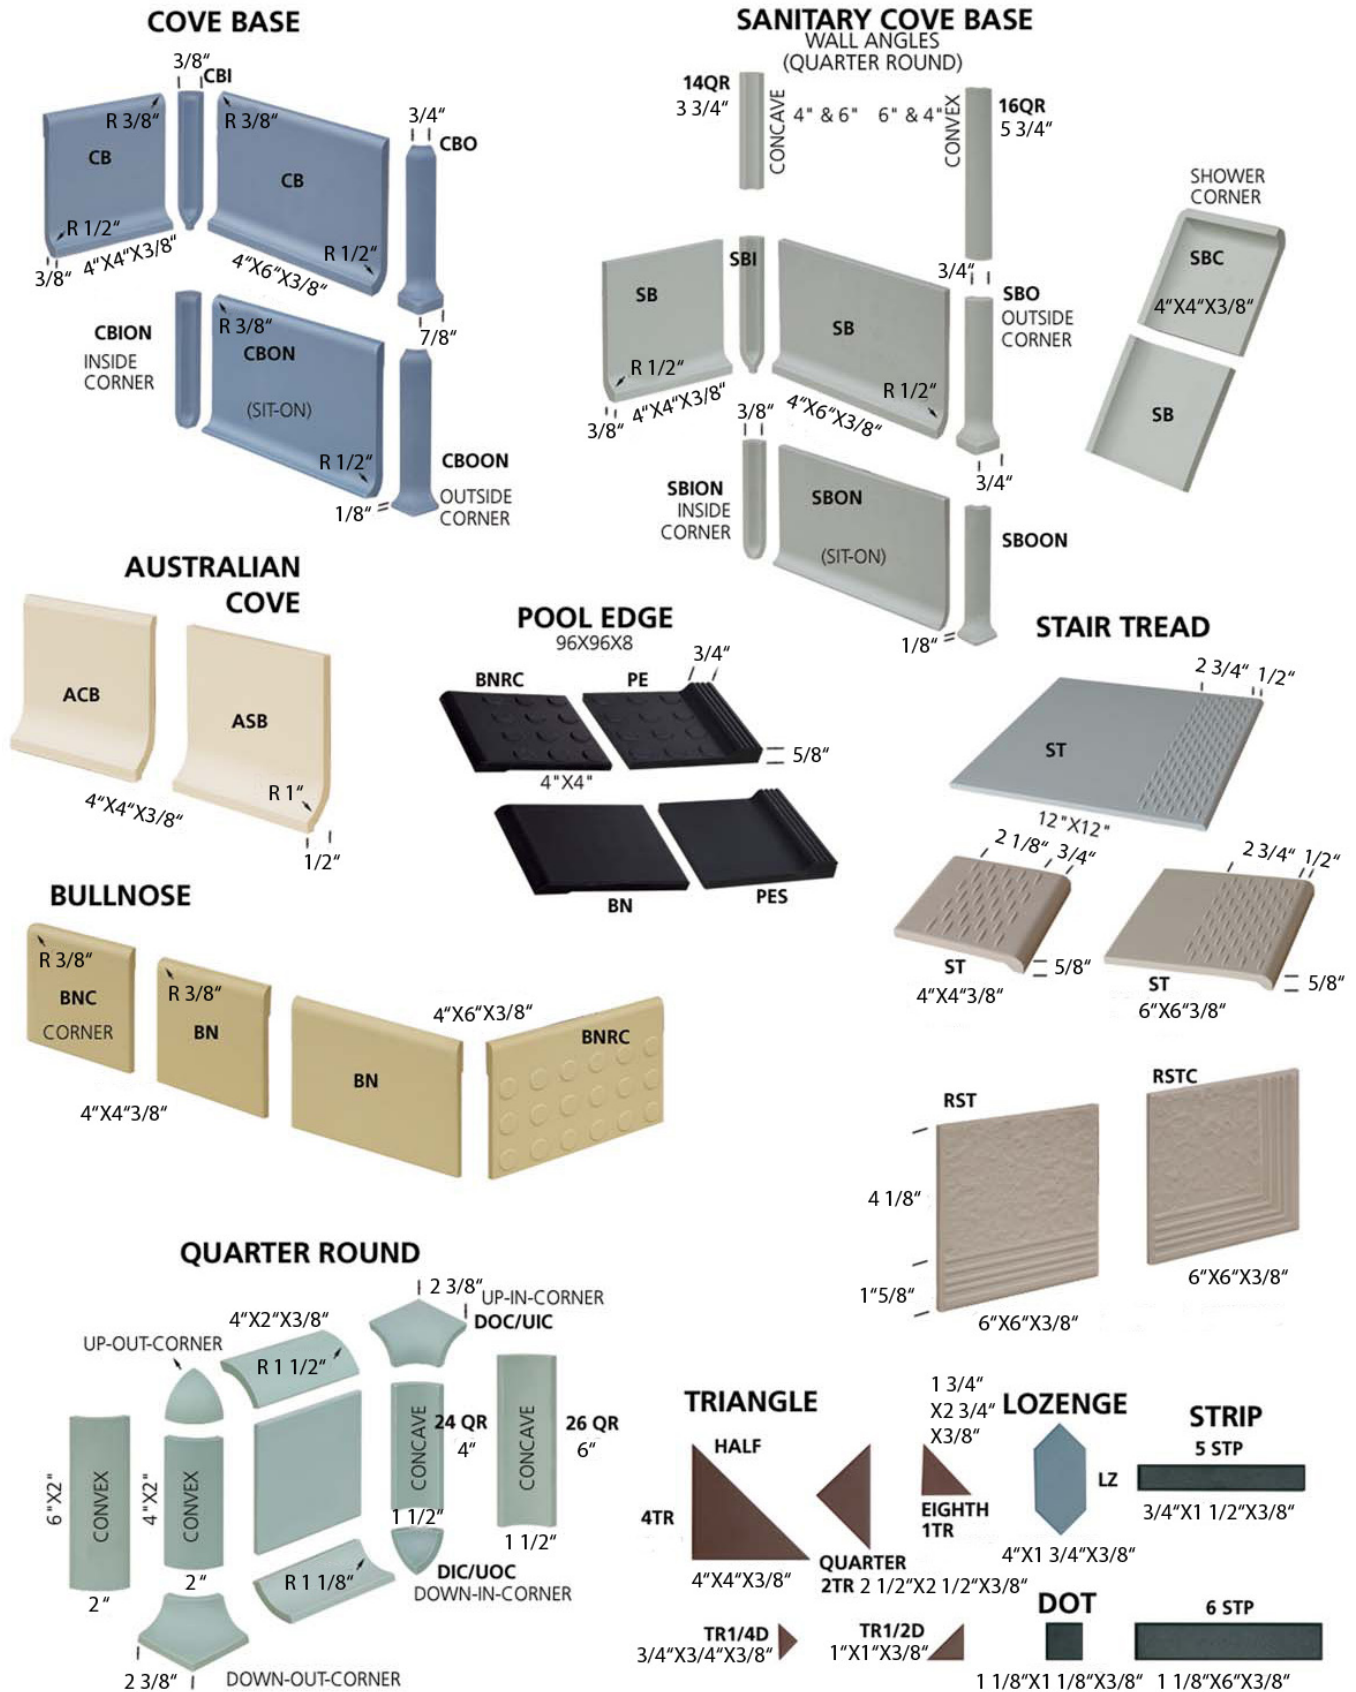 COVE BASE
3/8“
CBI
R 3/8“
R 3/8“
3/4“
CBO
CB
CB
R 1/2“
R 1/2“
3/8“
4“X4“X3/8“
4“X6“X3/8“
7/8“
CBION
INSIDE
CORNER
R 3/8“
CBON
(SIT-ON)
R 1/2“
1/8“
CBOON
OUTSIDE
CORNER
SANITARY COVE BASE
WALL ANGLES
(QUARTER ROUND)
14QR
3 3/4“
CONCAVE
4" & 6"
6" & 4"
CONVEX
16QR
5 3/4“
SB
SBI
SB
3/4“
SBO
OUTSIDE
CORNER
R 1/2“
R 1/2“
3/8“
4“X4“X3/8“
3/8“
4“X6“X3/8“
3/4“
SBION
INSIDE
CORNER
SBON
(SIT-ON)
SBOON
1/8“
SHOWER
CORNER
SBC
4“X4“X3/8“
SB
AUSTRALIAN
COVE
ACB
ASB
R 1“
4“X4“X3/8“
1/2“
POOL EDGE
96X96X8
3/4“
BNRC
PE
5/8“
4"X4"
BN
PES
STAIR TREAD
2 3/4“
1/2“
ST
12"X12"
2 1/8“
3/4“
2 3/4“
1/2“
ST
5/8“
4“X4“3/8“
ST
5/8“
6“X6“3/8“
BULLNOSE
R 3/8“
BNC
CORNER
R 3/8“
BN
4“X4“3/8“
4“X6“X3/8“
BN
BNRC
RST
RSTC
4 1/8“
1“5/8“
6“X6“X3/8“
6“X6“X3/8“
QUARTER ROUND
2 3/8“
UP-IN-CORNER
DOC/UIC
4“X2“X3/8“
UP-OUT-CORNER
R 1 1/2“
6"X2"
CONVEX
4"X2"
CONVEX
CONCAVE
24 QR
4“
CONCAVE
26 QR
6“
1 1/2“
1 1/2“
2“
2“
R 1 1/8“
DIC/UOC
DOWN-IN-CORNER
2 3/8“
DOWN-OUT-CORNER
TRIANGLE
HALF
4TR
4“X4“X3/8“
QUARTER
2TR 2 1/2“X2 1/2“X3/8“
1 3/4“
X2 3/4“
X3/8“
EIGHTH
1TR
TR1/4D
3/4“X3/4“X3/8“
TR1/2D
1“X1“X3/8“
LOZENGE
LZ
4“X1 3/4“X3/8“
STRIP
5 STP
3/4“X1 1/2“X3/8“
DOT
1 1/8“X1 1/8“X3/8“
6 STP
1 1/8“X6“X3/8“